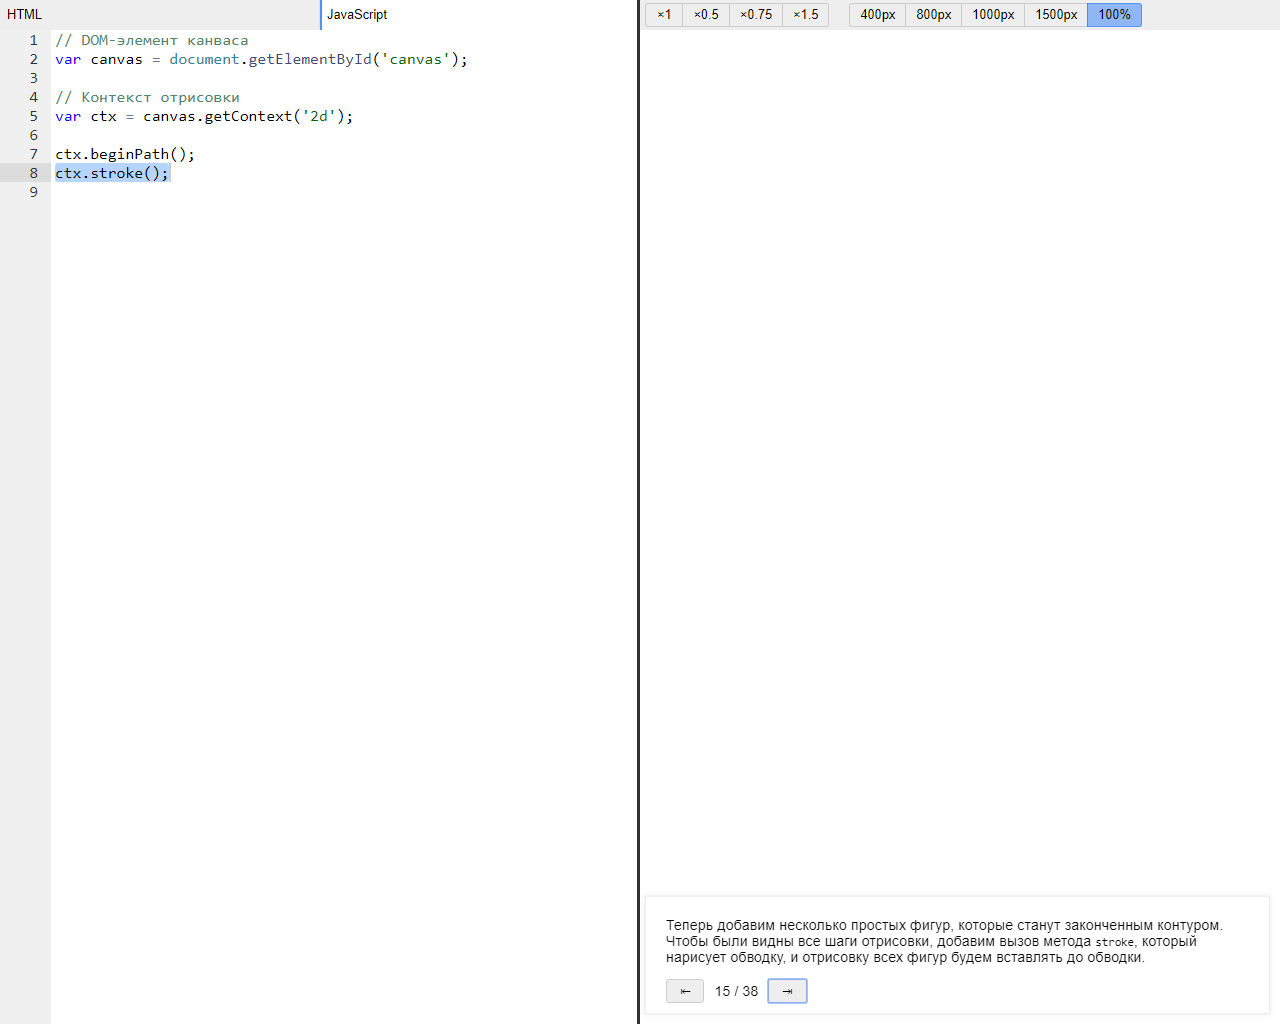 HTML
JavaScript
×1 ×0.5 ×0.75 ×1.5 400px 800px 1000px 1500px 100%
1 // DOM-элемент канваса
2 var canvas = document.getElementById('canvas');
3
4 // Контекст отрисовки
5 var ctx = canvas.getContext('2d');
6
7 ctx.beginPath();
8 ctx.stroke();
9
Теперь добавим несколько простых фигур, которые станут законченным контуром.
Чтобы были видны все шаги отрисовки, добавим вызов метода stroke, который
нарисует обводку, и отрисовку всех фигур будем вставлять до обводки.
⇤ 15 / 38 ⇥